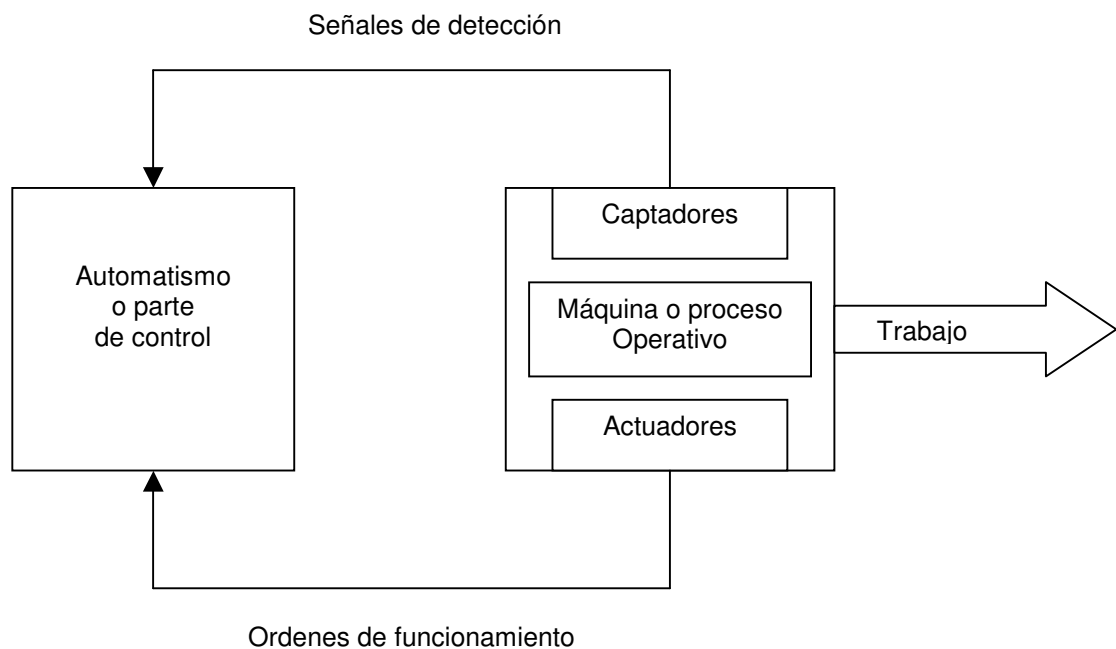 Señales de detección
Captadores
Automatismo
o parte
de control
Máquina o proceso
Operativo
Trabajo
Actuadores
Ordenes de funcionamiento